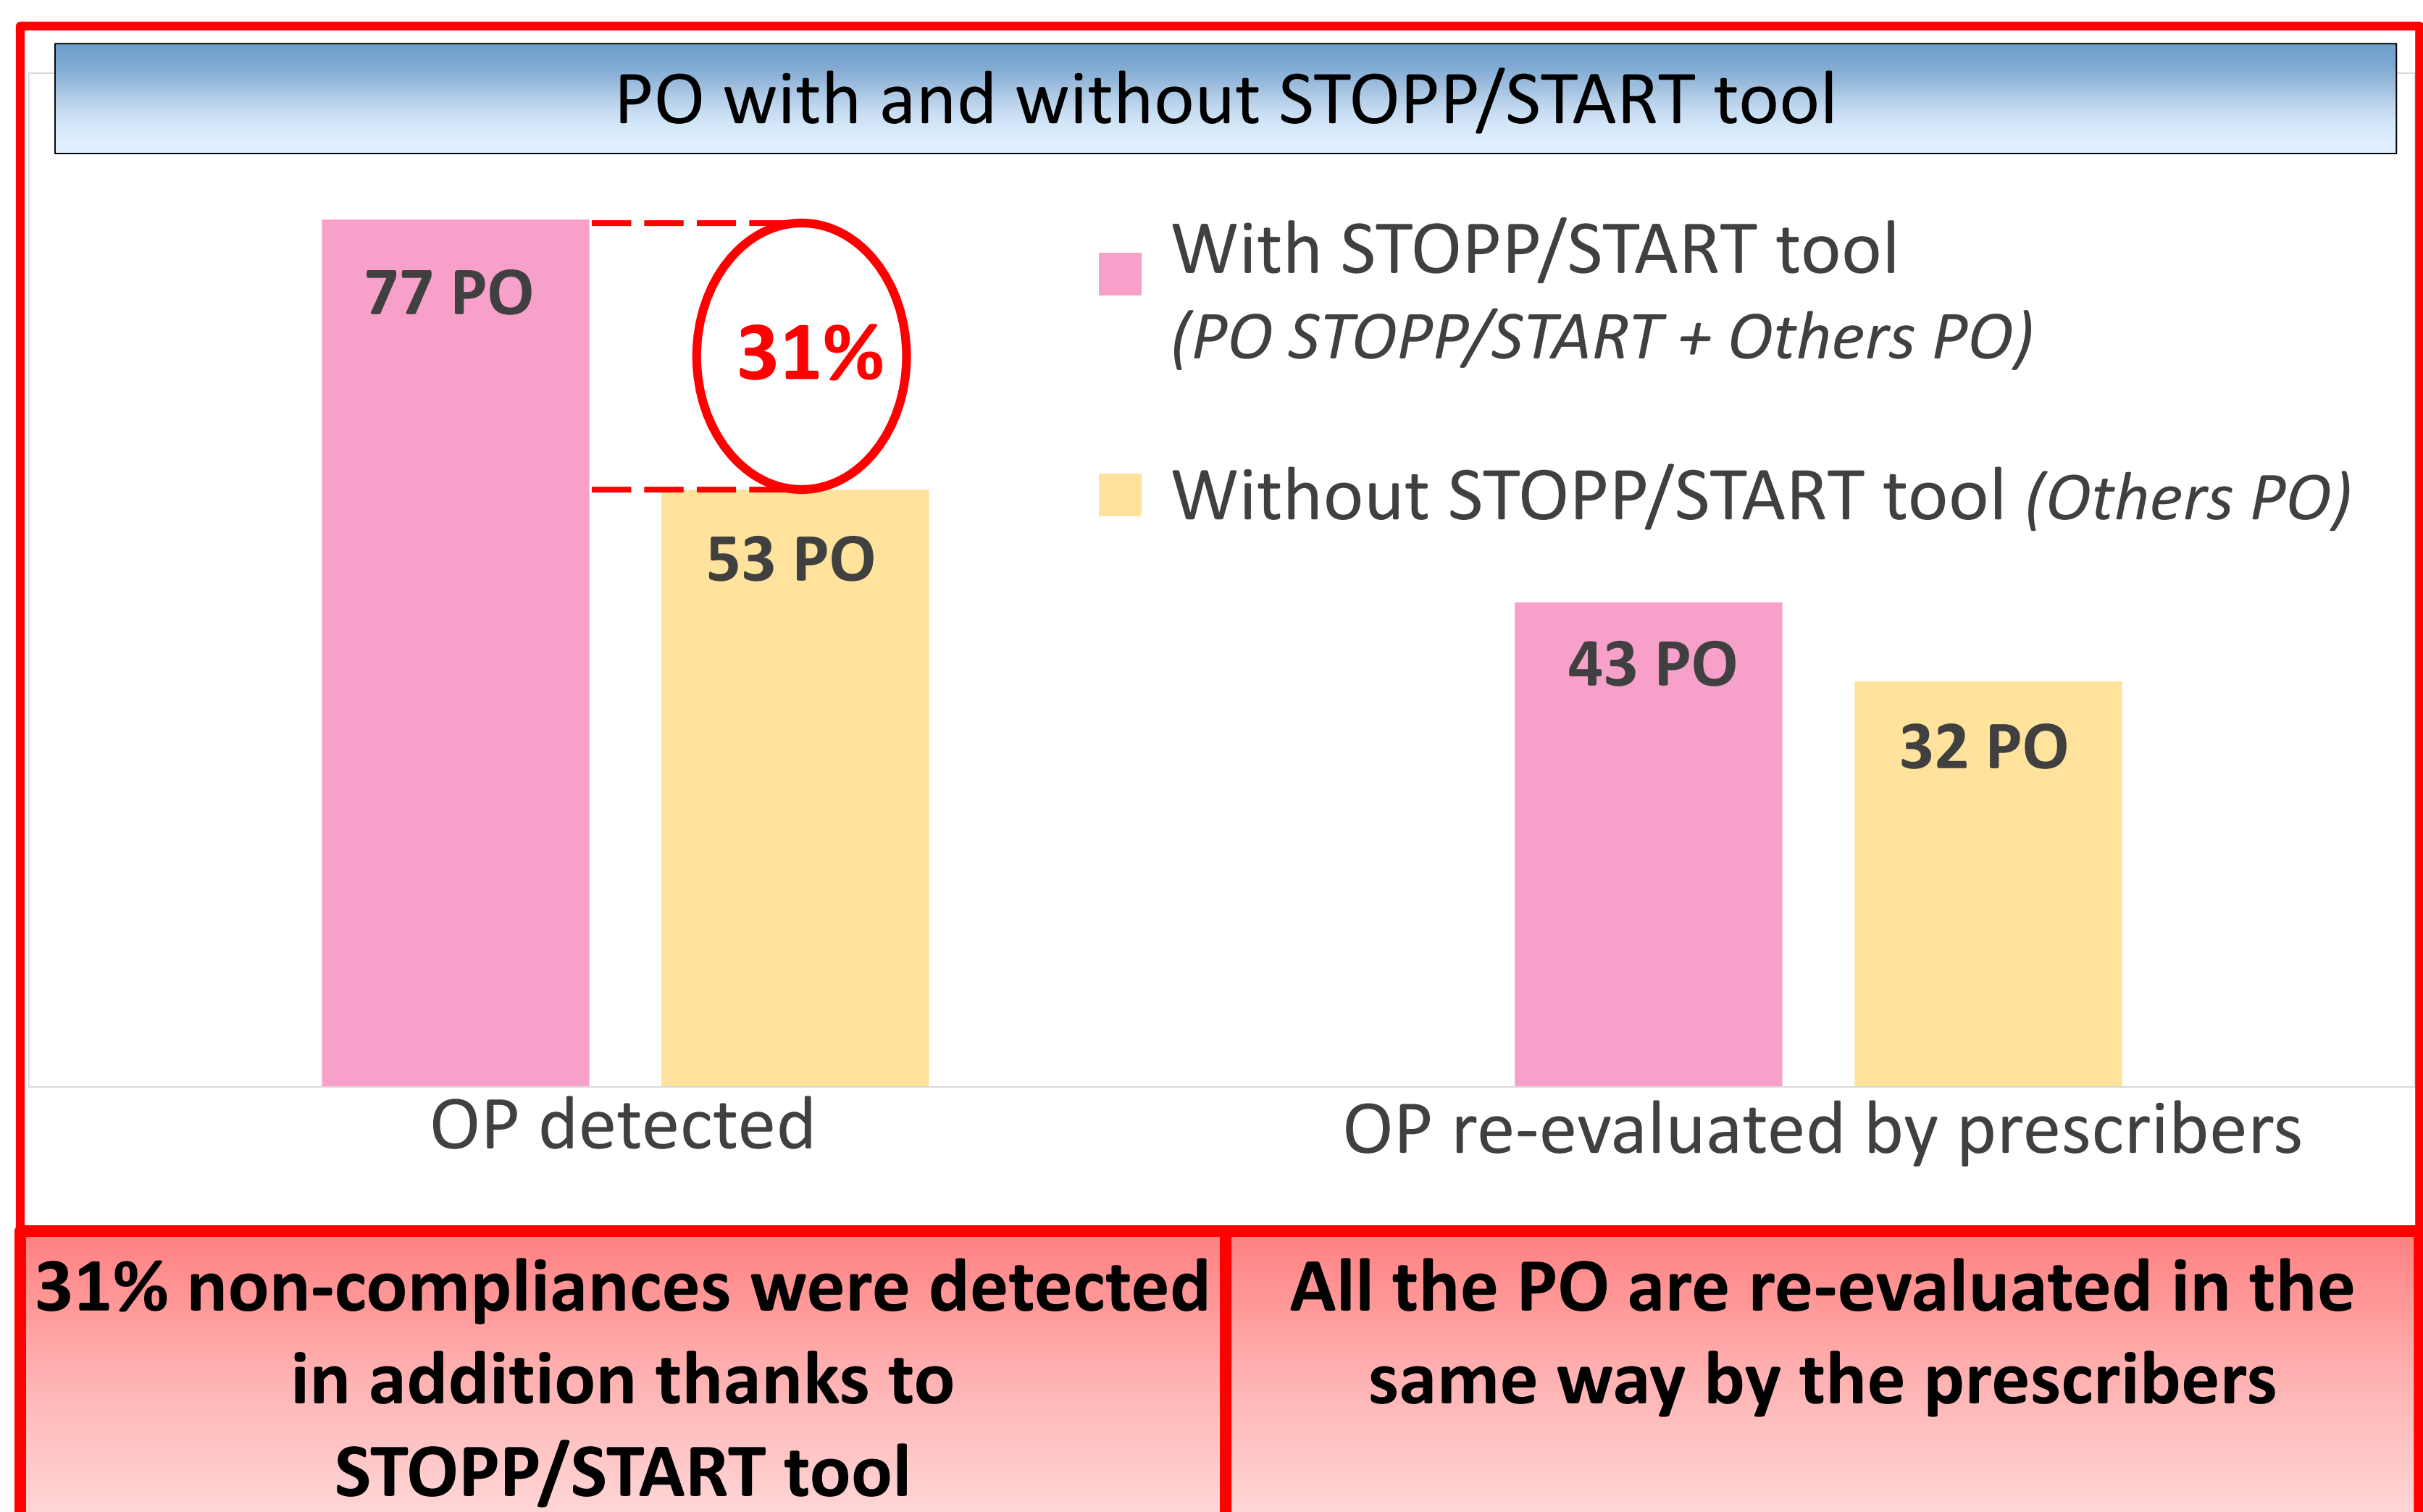 PO with and without STOPP/START tool
77 PO
31%
53 PO
With STOPP/START tool
(PO STOPP/START + Others PO)
Without STOPP/START tool (Others PO)
43 PO
32 PO
OP detected
OP re-evaluated by prescribers
31% non-compliances were detected
in addition thanks to
STOPP/START tool
All the PO are re-evaluated in the
same way by the prescribers